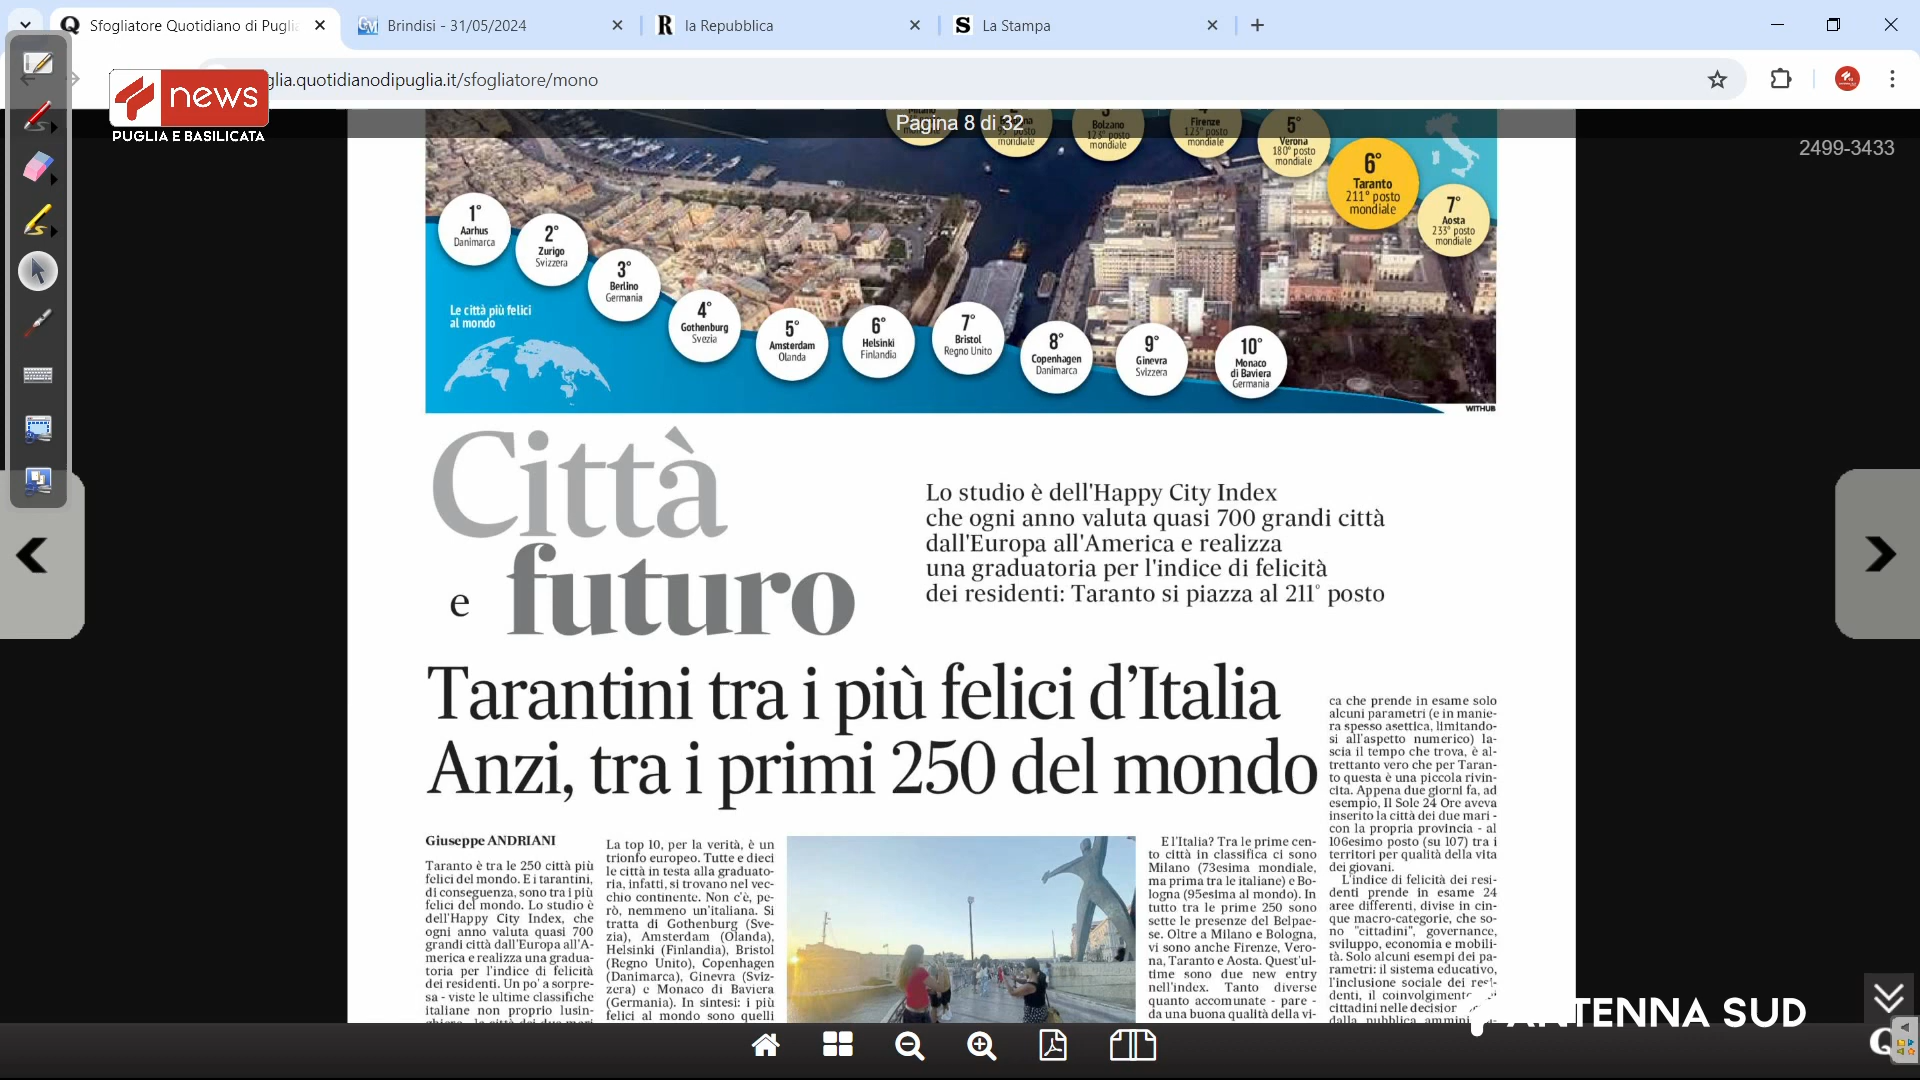 Sfogliatore Quotidiano di Puglia
Brindisi - 31/05/2024
la Repubblica
La Stampa
glia.quotidianodipuglia.it/sfogliatore/mono
news
PUGLIA E BASILICATA
Pagina 8 di 32
2499-3433
mondiale
mondiale
Bolzano
123° posto
mondiale
Firenze
123° posto
mondiale
5°
Verona
180° posto
mondiale
6°
Taranto
211° posto
mondiale
7°
Aosta
233° posto
mondiale
1°
Aarhus
Danimarca
2°
Zurigo
Svizzera
3°
Berlino
Germania
4°
Gothenburg
Svezia
5°
Amsterdam
Olanda
6°
Helsinki
Finlandia
7°
Bristol
Regno Unito
8°
Copenhagen
Danimarca
9°
Ginevra
Svizzera
10°
Monaco
di Baviera
Germania
Le città più felici
al mondo
WITHUB
Città
e futuro
Lo studio è dell'Happy City Index
che ogni anno valuta quasi 700 grandi città
dall'Europa all'America e realizza
una graduatoria per l'indice di felicità
dei residenti: Taranto si piazza al 211° posto
Tarantini tra i più felici d'Italia
Anzi, tra i primi 250 del mondo
Giuseppe ANDRIANI
Taranto è tra le 250 città più
felici del mondo. E i tarantini,
di conseguenza, sono tra i più
felici del mondo. Lo studio è
dell'Happy City Index, che
ogni anno valuta quasi 700
grandi città dall'Europa all'A-
merica e realizza una gradua-
toria per l'indice di felicità
dei residenti. Un po' a sorpre-
sa - viste le ultime classifiche
italiane non proprio lusin-
La top 10, per la verità, è un
trionfo europeo. Tutte e dieci
le città in testa alla graduato-
ria, infatti, si trovano nel vec-
chio continente. Non c'è, pe-
rò, nemmeno un'italiana. Si
tratta di Gothenburg (Sve-
zia), Amsterdam (Olanda),
Helsinki (Finlandia), Bristol
(Regno Unito), Copenhagen
(Danimarca), Ginevra (Sviz-
zera) e Monaco di Baviera
(Germania). In sintesi: i più
felici al mondo sono quelli
E l'Italia? Tra le prime cen-
to città in classifica ci sono
Milano (73esima mondiale,
ma prima tra le italiane) e Bo-
logna (95esima al mondo). In
tutto tra le prime 250 sono
sette le presenze del Belpae-
se. Oltre a Milano e Bologna,
vi sono anche Firenze, Vero-
na, Taranto e Aosta. Quest'ul-
time sono due new entry
nell'index. Tanto diverse
quanto accomunate - pare -
da una buona qualità della vi-
ca che prende in esame solo
alcuni parametri (e in manie-
ra spesso asettica, limitando-
si all'aspetto numerico) la-
scia il tempo che trova, è al-
trettanto vero che per Taran-
to questa è una piccola rivin-
cita. Appena due giorni fa, ad
esempio, Il Sole 24 Ore aveva
inserito la città dei due mari -
con la propria provincia - al
106esimo posto (su 107) tra i
territori per qualità della vita
dei giovani.
L'indice di felicità dei resi-
denti prende in esame 24
aree differenti, divise in cin-
que macro-categorie, che so-
no "cittadini", governance,
sviluppo, economia e mobili-
tà. Solo alcuni esempi dei pa-
rametri: il sistema educativo,
l'inclusione sociale dei resi-
denti, il coinvolgimento
cittadini nelle decision
dalla pubblica ammini
ANTENNA SUD